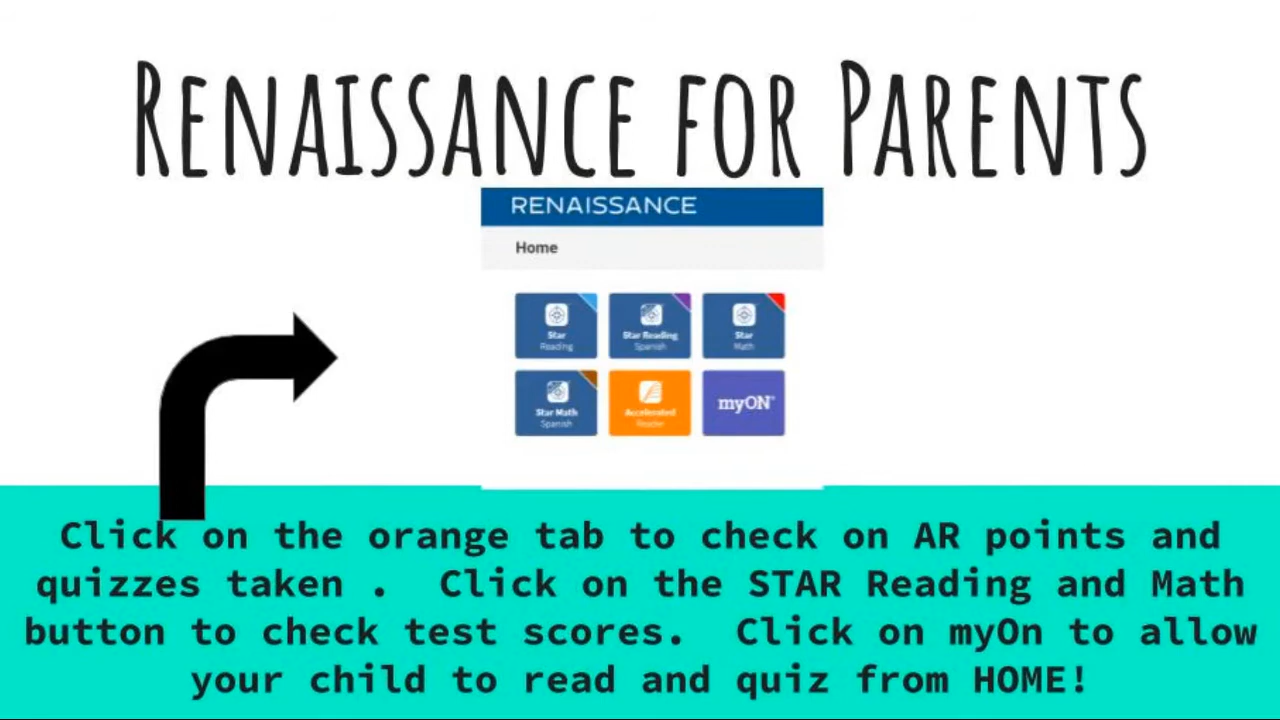 RENAISSANCE FOR PARENTS
RENAISSANCE
Home
Star
Reading
Star Reading
Spanish
Star
Math
Star Math
Spanish
Accelerated
Reader
myON
Click on the orange tab to check on AR points and
quizzes taken .  Click on the STAR Reading and Math
button to check test scores.  Click on myOn to allow
your child to read and quiz from HOME!